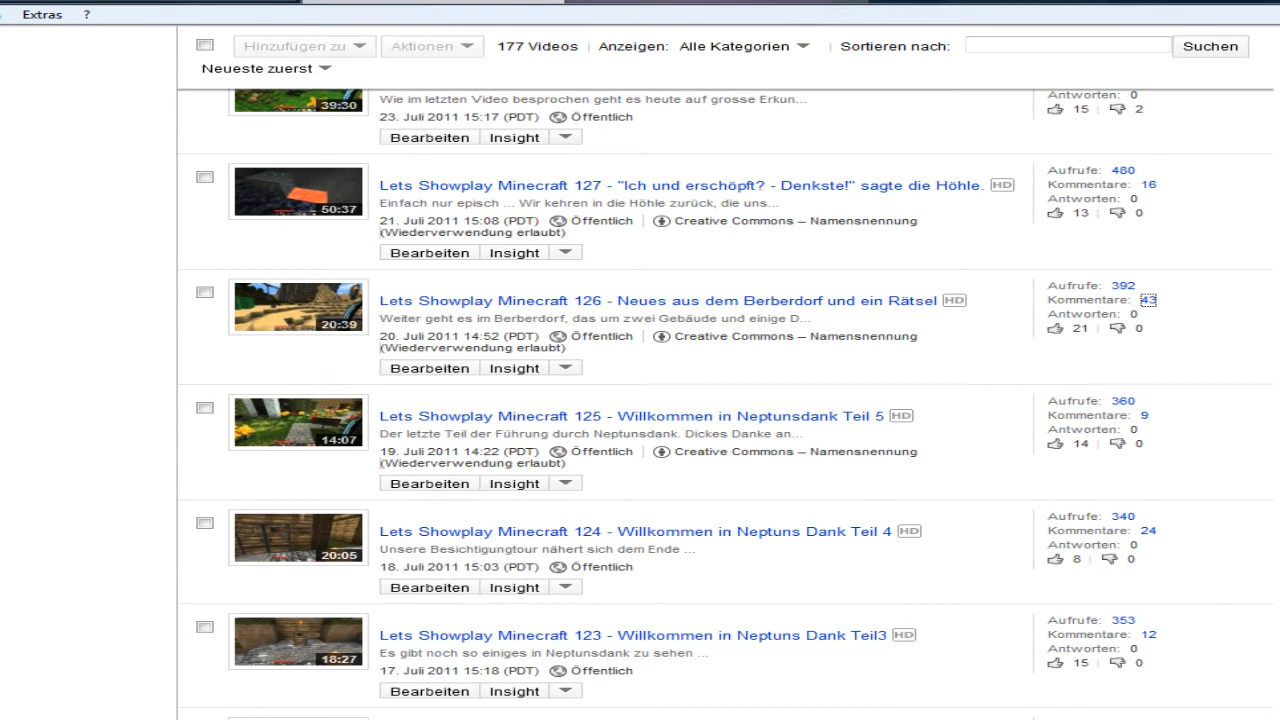 Extras ?
Hinzufügen zu Aktionen 177 Videos Anzeigen: Alle Kategorien Sortieren nach: Suchen
Neueste zuerst
39:30
Wie im letzten Video besprochen geht es heute auf grosse Erkun...
23. Juli 2011 15:17 (PDT) Öffentlich
Bearbeiten Insight
Antworten: 0
15 2
50:37
Lets Showplay Minecraft 127 - "Ich und erschöpft? - Denkste!" sagte die Höhle. HD
Einfach nur episch ... Wir kehren in die Höhle zurück, die uns...
21. Juli 2011 15:08 (PDT) Öffentlich Creative Commons – Namensnennung
(Wiederverwendung erlaubt)
Bearbeiten Insight
Aufrufe: 480
Kommentare: 16
Antworten: 0
13 0
20:39
Lets Showplay Minecraft 126 - Neues aus dem Berberdorf und ein Rätsel HD
Weiter geht es im Berberdorf, das um zwei Gebäude und einige D...
20. Juli 2011 14:52 (PDT) Öffentlich Creative Commons – Namensnennung
(Wiederverwendung erlaubt)
Bearbeiten Insight
Aufrufe: 392
Kommentare: 43
Antworten: 0
21 0
14:07
Lets Showplay Minecraft 125 - Willkommen in Neptunsdank Teil 5 HD
Der letzte Teil der Führung durch Neptunsdank. Dickes Danke an...
19. Juli 2011 14:22 (PDT) Öffentlich Creative Commons – Namensnennung
(Wiederverwendung erlaubt)
Bearbeiten Insight
Aufrufe: 360
Kommentare: 9
Antworten: 0
14 0
20:05
Lets Showplay Minecraft 124 - Willkommen in Neptuns Dank Teil 4 HD
Unsere Besichtigungtour nähert sich dem Ende ...
18. Juli 2011 15:03 (PDT) Öffentlich
Bearbeiten Insight
Aufrufe: 340
Kommentare: 24
Antworten: 0
8 0
18:27
Lets Showplay Minecraft 123 - Willkommen in Neptuns Dank Teil3 HD
Es gibt noch so einiges in Neptunsdank zu sehen ...
17. Juli 2011 15:18 (PDT) Öffentlich
Bearbeiten Insight
Aufrufe: 353
Kommentare: 12
Antworten: 0
15 0